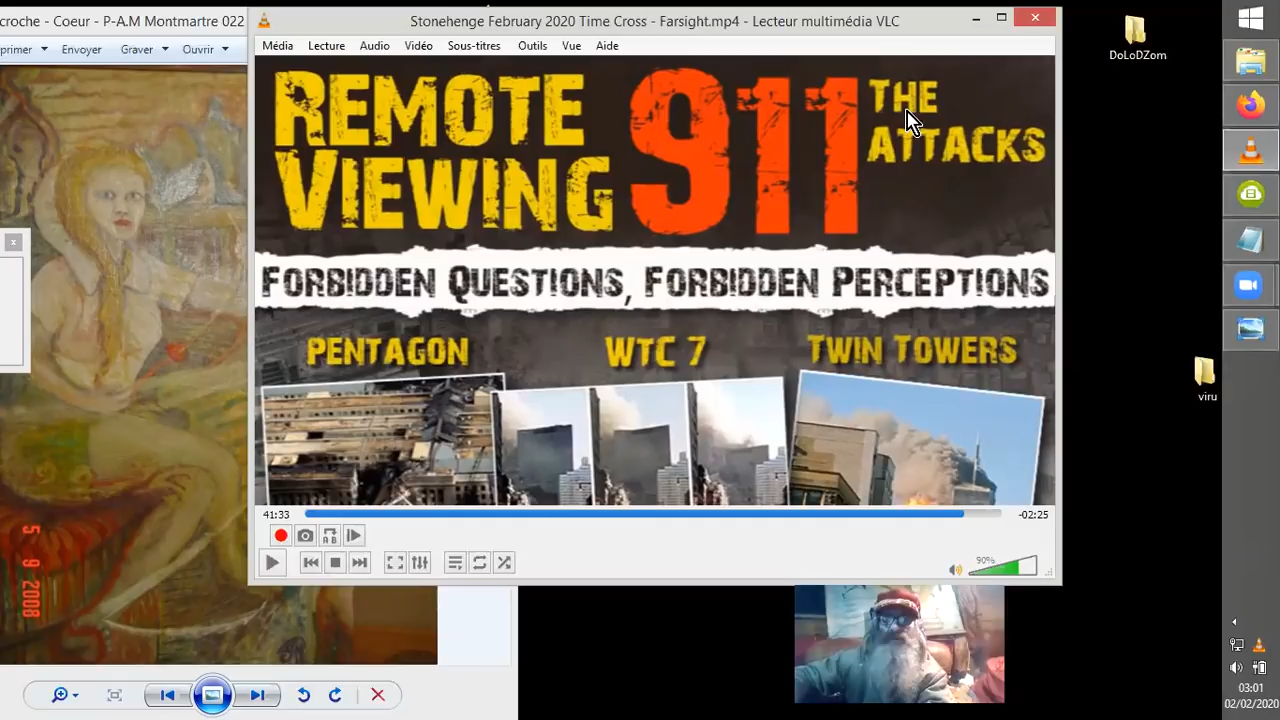 croche - Coeur - P-A.M Montmartre 022
primer Envoyer Graver Ouvrir
Stonehenge February 2020 Time Cross - Farsight.mp4 - Lecteur multimédia VLC
Média Lecture Audio Vidéo Sous-titres Outils Vue Aide
REMOTE VIEWING
911
THE ATTACKS
FORBIDDEN QUESTIONS, FORBIDDEN PERCEPTIONS
PENTAGON
WTC 7
TWIN TOWERS
41:33
-02:25
A B
90%
5 9 2008
DoLoDZom
viru
03:01
02/02/2020